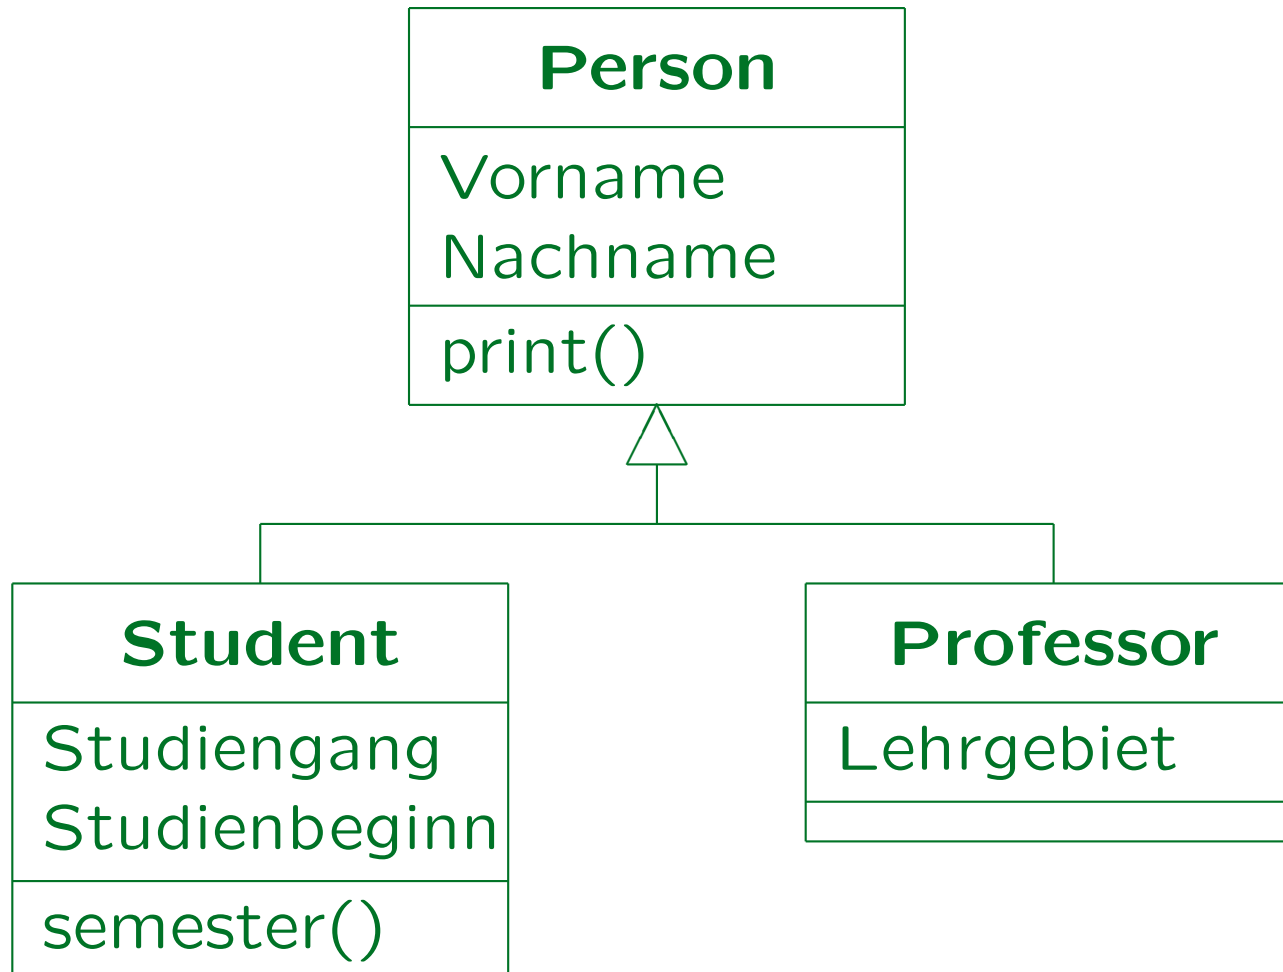 Person
Vorname
Nachname
print()
Student
Studiengang
Studienbeginn
semester()
Professor
Lehrgebiet